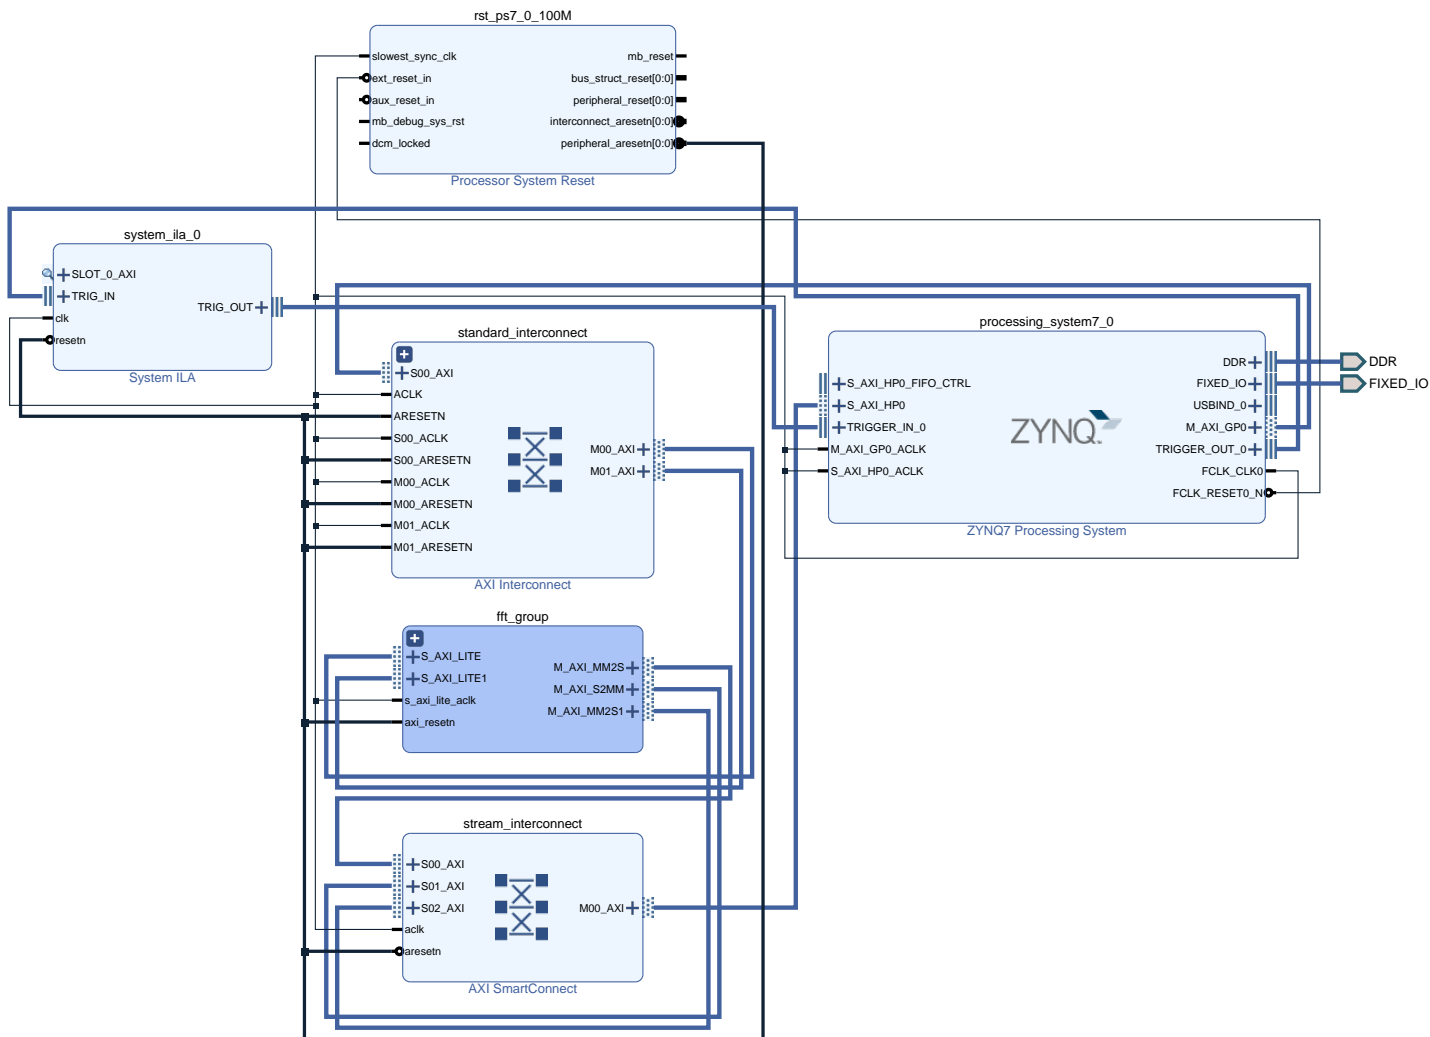 rst_ps7_0_100M
slowest_sync_clk
ext_reset_in
aux_reset_in
mb_debug_sys_rst
dcm_locked
mb_reset
bus_struct_reset[0:0]
peripheral_reset[0:0]
interconnect_aresetn[0:0]
peripheral_aresetn[0:0]
Processor System Reset
system_ila_0
SLOT_0_AXI
TRIG_IN
clk
resetn
TRIG_OUT
System ILA
standard_interconnect
S00_AXI
ACLK
ARESETN
S00_ACLK
S00_ARESETN
M00_ACLK
M00_ARESETN
M01_ACLK
M01_ARESETN
M00_AXI
M01_AXI
AXI Interconnect
processing_system7_0
S_AXI_HP0_FIFO_CTRL
S_AXI_HP0
TRIGGER_IN_0
M_AXI_GP0_ACLK
S_AXI_HP0_ACLK
ZYNQ
DDR
FIXED_IO
USBIND_0
M_AXI_GP0
TRIGGER_OUT_0
FCLK_CLK0
FCLK_RESET0_N
ZYNQ7 Processing System
DDR
FIXED_IO
fft_group
S_AXI_LITE
S_AXI_LITE1
s_axi_lite_aclk
axi_resetn
M_AXI_MM2S
M_AXI_S2MM
M_AXI_MM2S1
stream_interconnect
S00_AXI
S01_AXI
S02_AXI
aclk
aresetn
M00_AXI
AXI SmartConnect